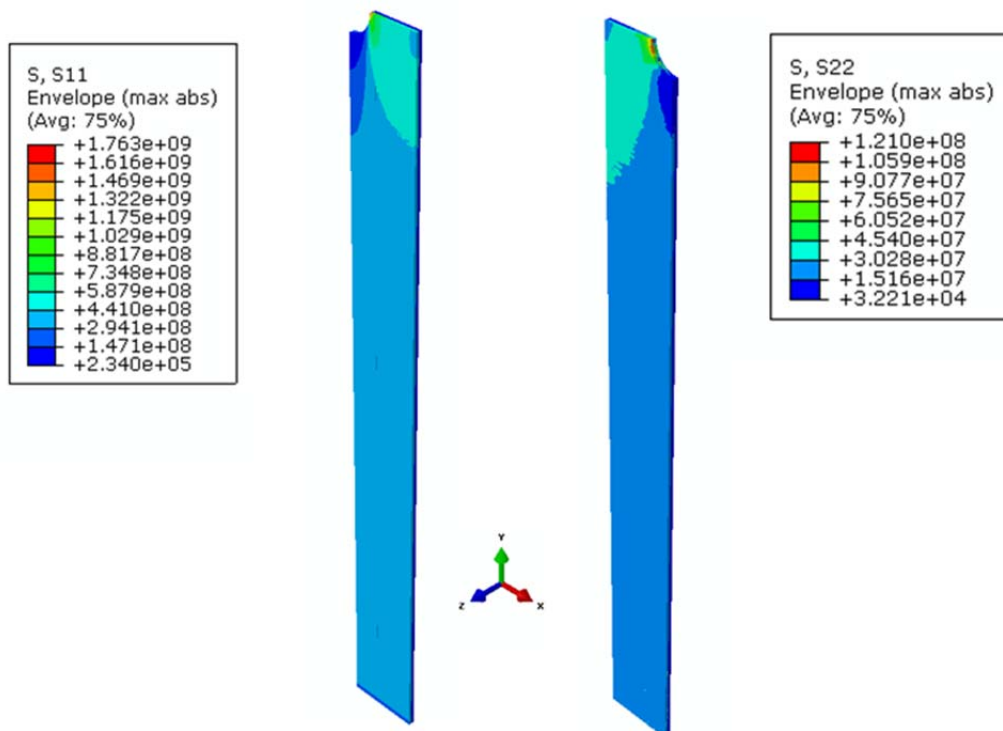 S, S11
Envelope (max abs)
(Avg: 75%)
+1.763e+09
+1.616e+09
+1.469e+09
+1.322e+09
+1.175e+09
+1.029e+09
+8.817e+08
+7.348e+08
+5.879e+08
+4.410e+08
+2.941e+08
+1.471e+08
+2.340e+05
S, S22
Envelope (max abs)
(Avg: 75%)
+1.210e+08
+1.059e+08
+9.077e+07
+7.565e+07
+6.052e+07
+4.540e+07
+3.028e+07
+1.516e+07
+3.221e+04
Y
Z
X